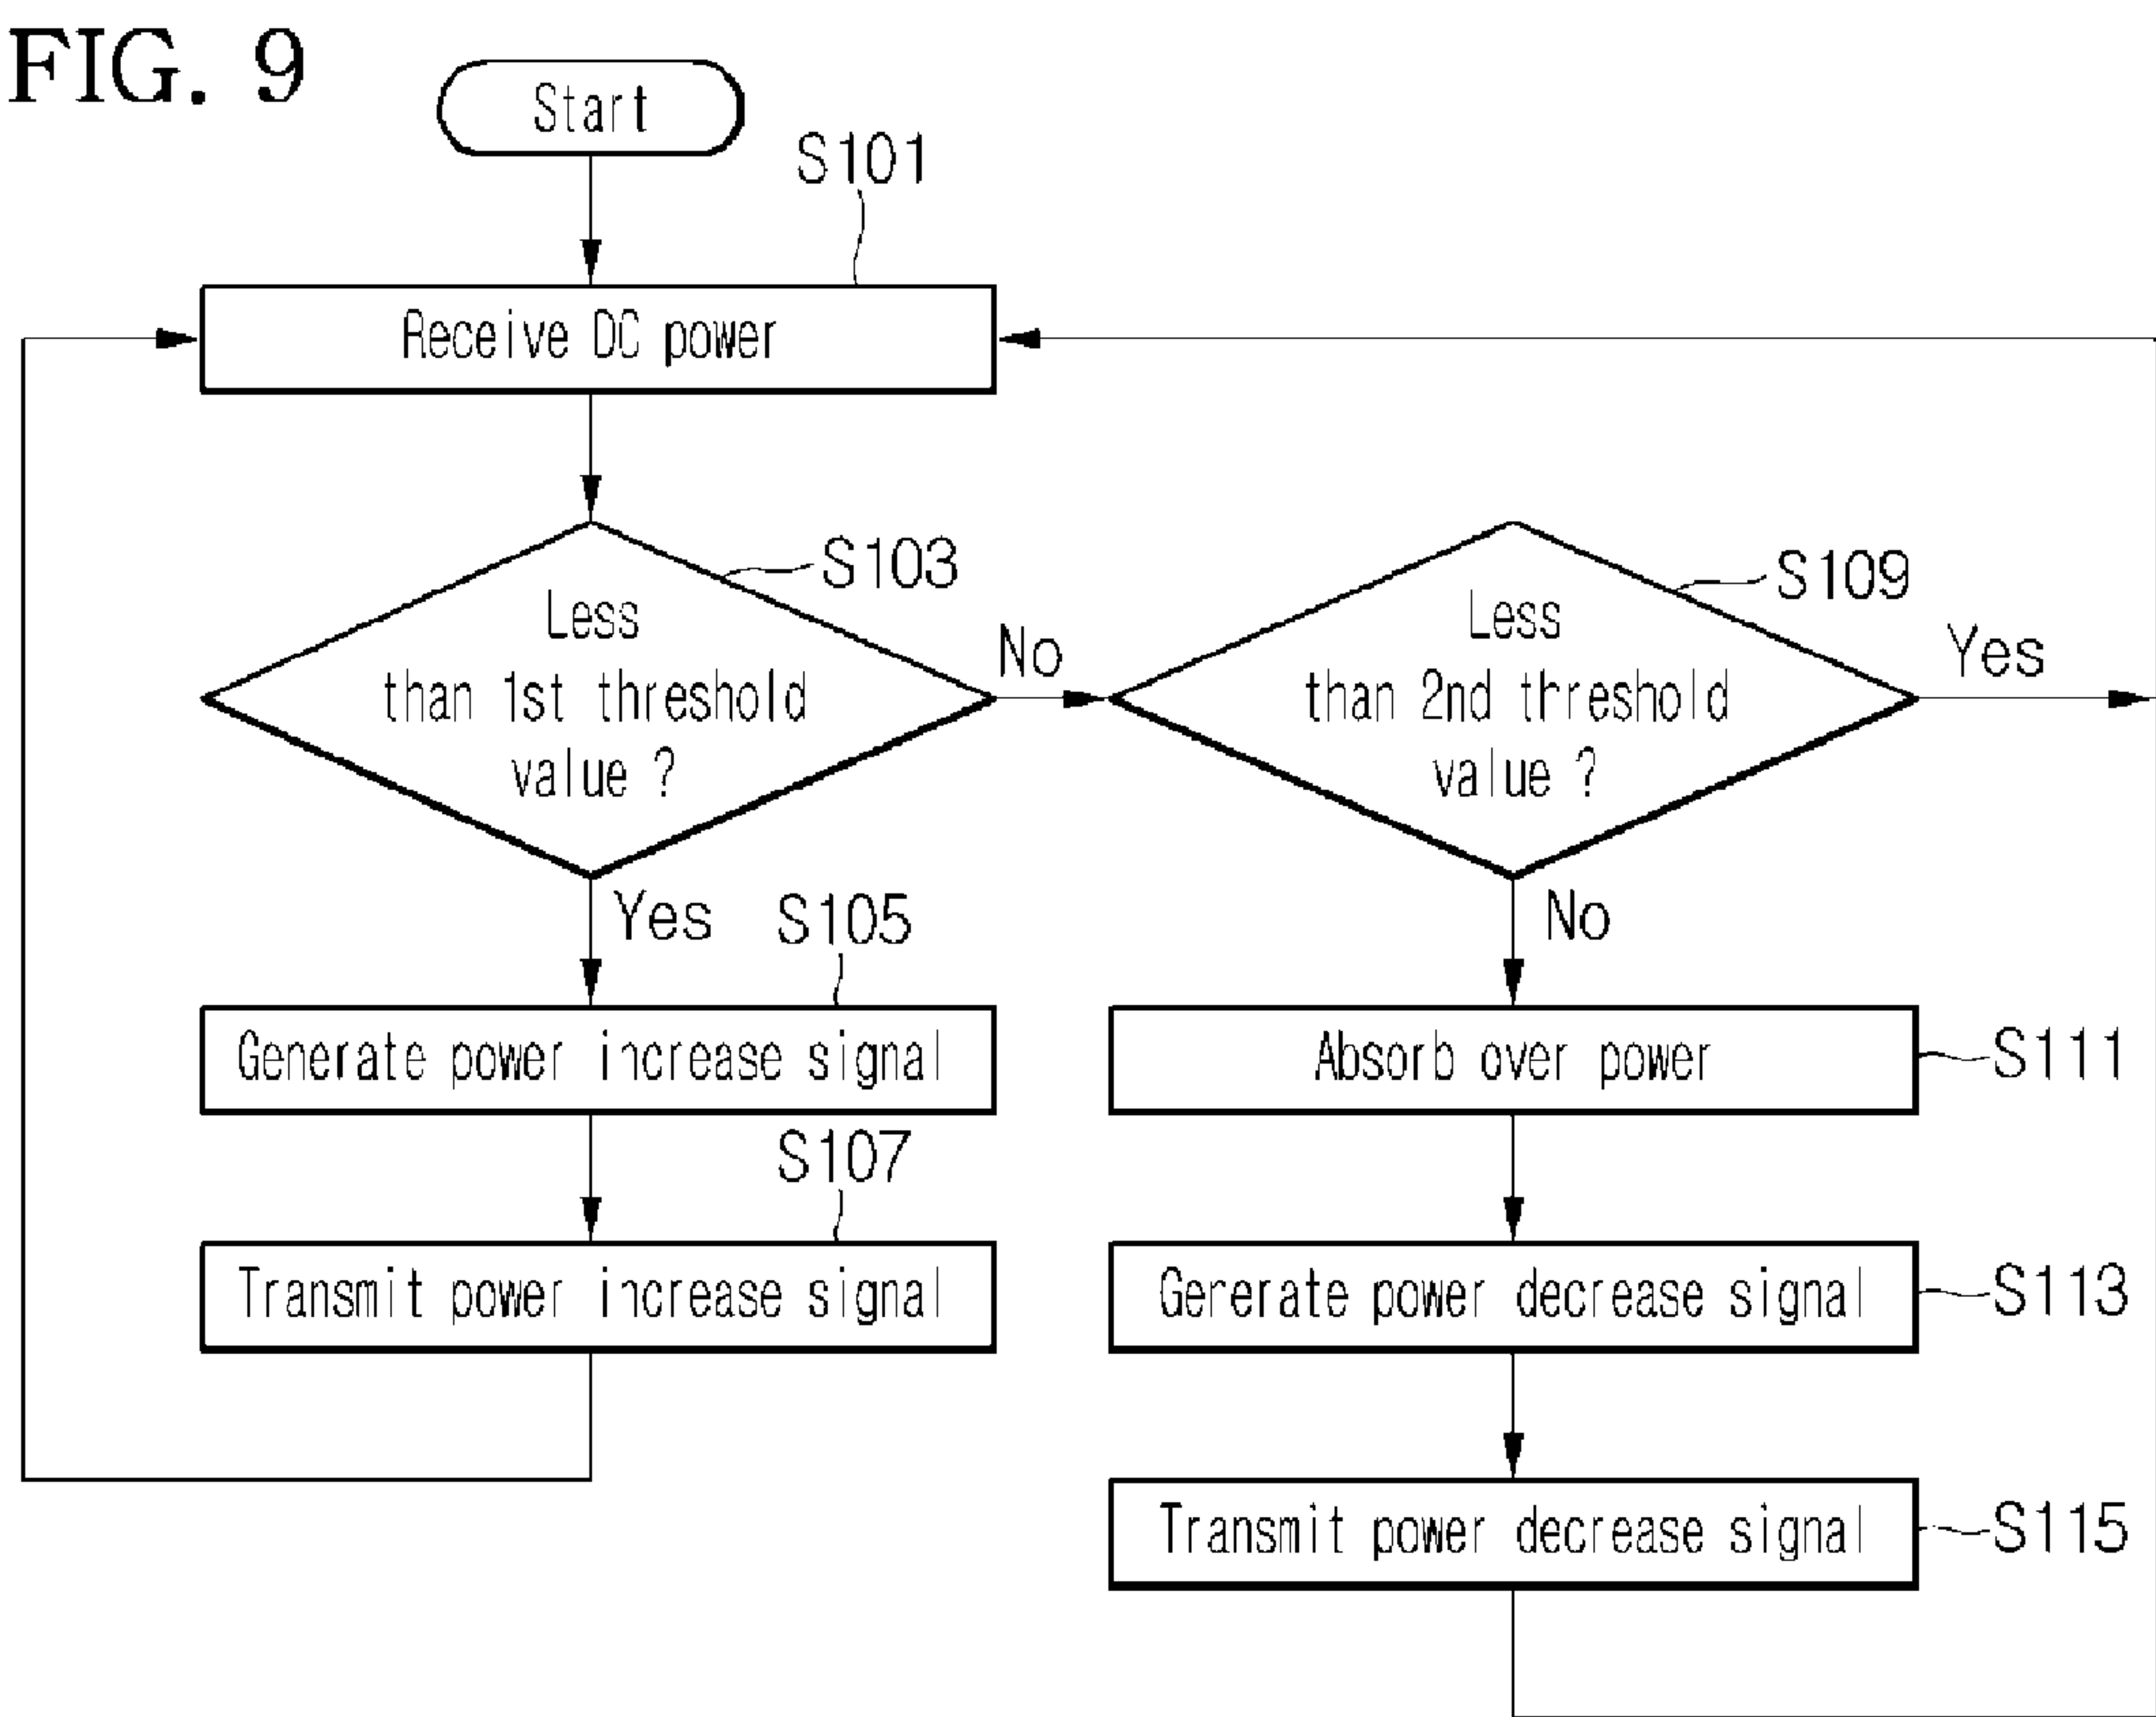 FIG. 9
Start
S101
Receive DC power
S103
Less
than 1st threshold
value ?
No
Yes
S109
Less
than 2nd threshold
value ?
Yes
No
S105
Generate power increase signal
S107
Transmit power increase signal
Absorb over power
S111
Generate power decrease signal
S113
Transmit power decrease signal
S115